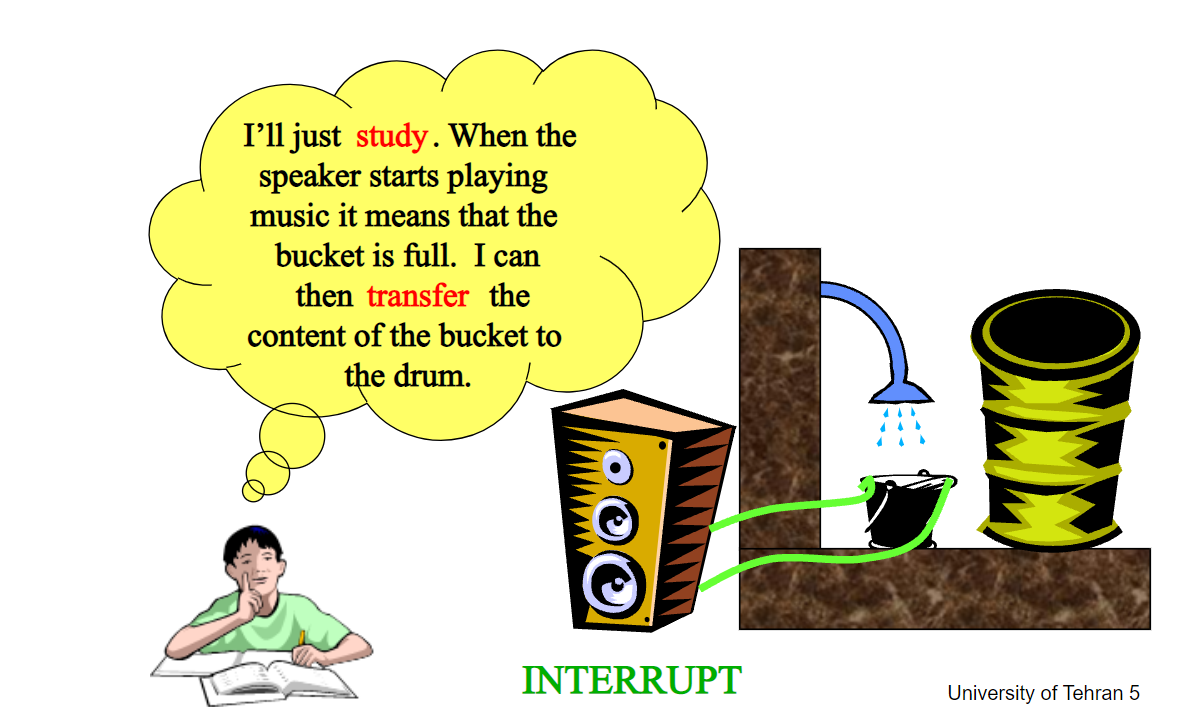 I’ll just study. When the
speaker starts playing
music it means that the
bucket is full. I can
then transfer the
content of the bucket to
the drum.
INTERRUPT
University of Tehran 5